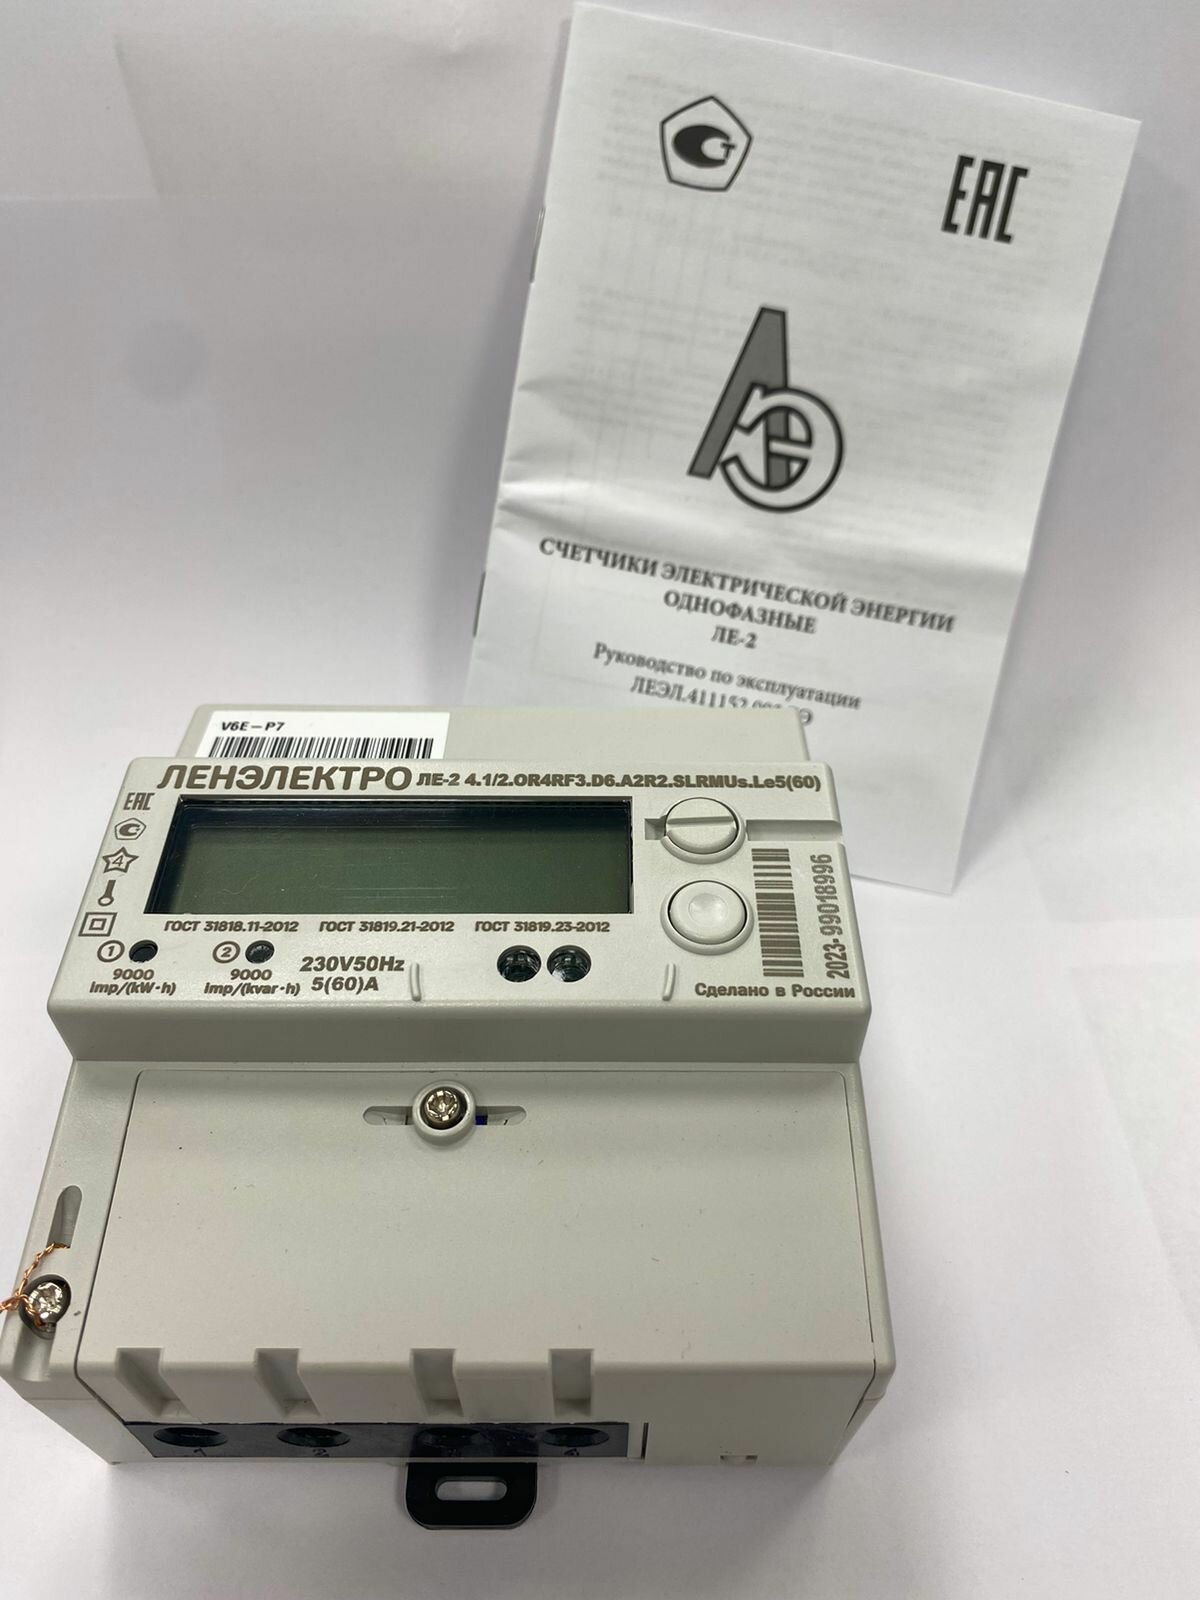 СТ
ЕАС
СЧЕТЧИКИ ЭЛЕКТРИЧЕСКОЙ ЭНЕРГИИ
ОДНОФАЗНЫЕ
ЛЕ-2
Руководство по эксплуатации
V6E-P7
ЛЕНЭЛЕКТРО ЛЕ-2 4.1/2.OR4RF3.D6.A2R2.SLRMUs.Le5(60)
ЕАС
4
ГОСТ 31818.11-2012 ГОСТ 31819.21-2012 ГОСТ 31819.23-2012
1 2
9000 9000
imp/(kW·h) imp/(kvar·h)
230V50Hz
5(60)A
2023-99018996
Сделано в России